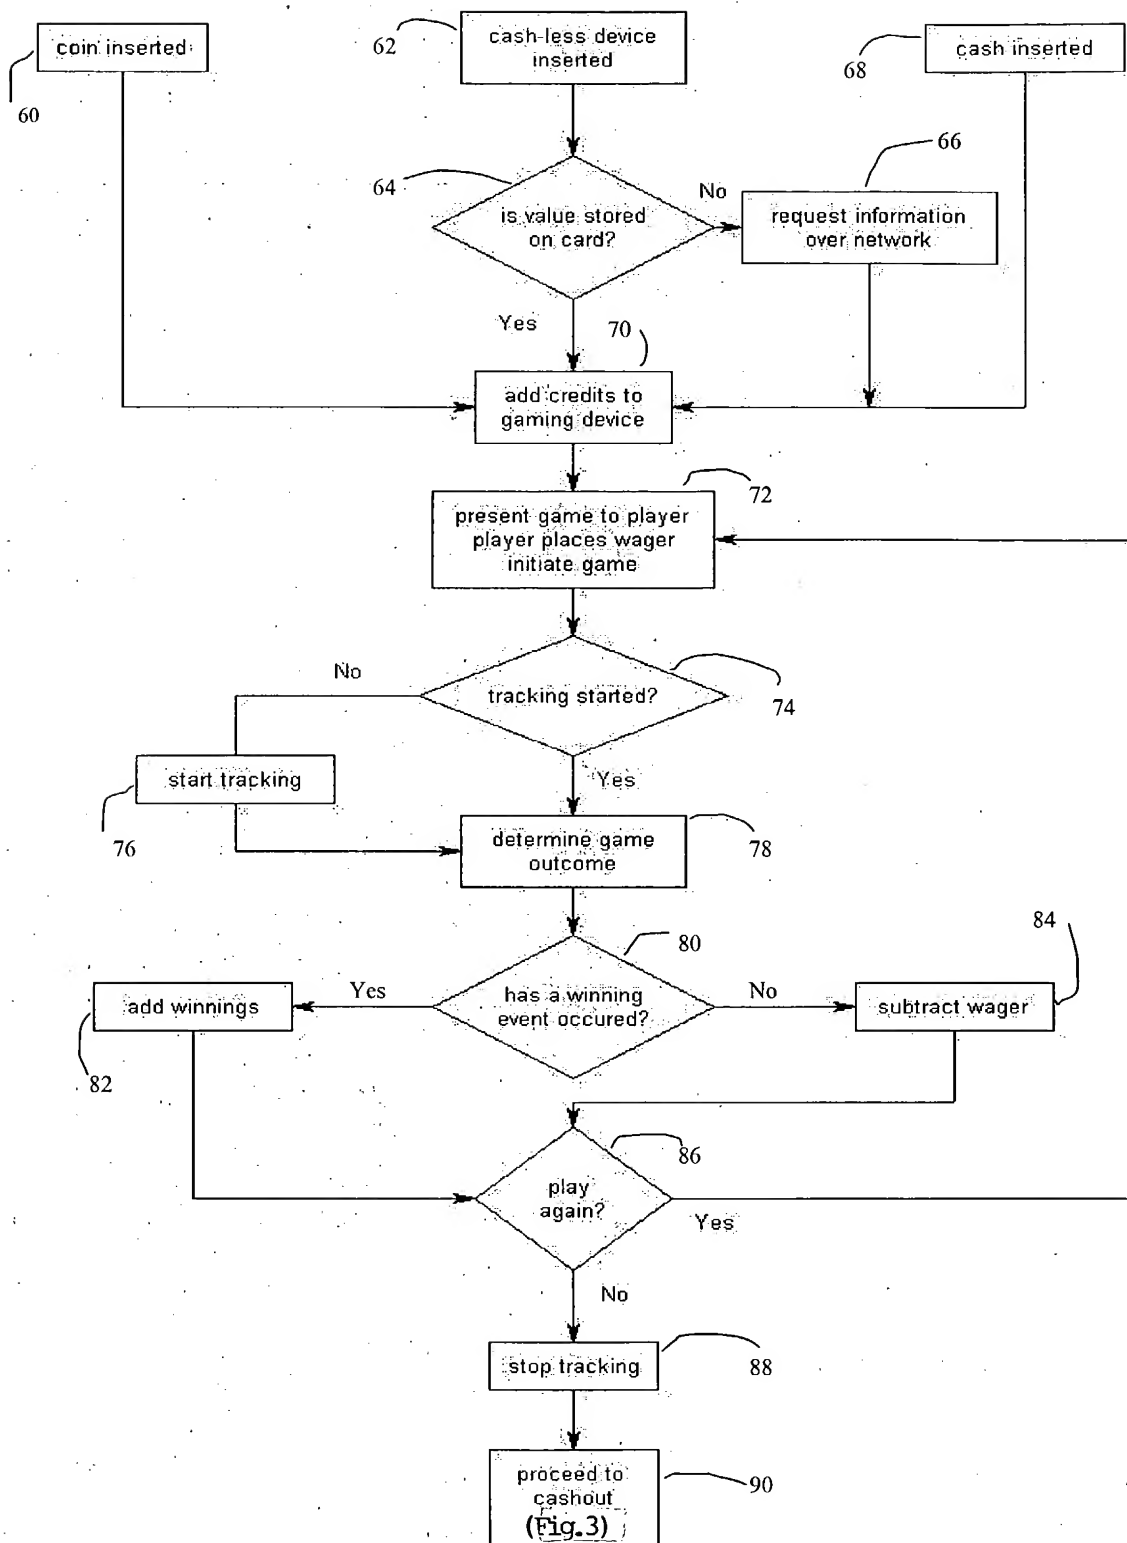 coin inserted
60
62
cash-less device
inserted
68
cash inserted
64
is value stored
on card?
No
66
request information
over network
Yes
70
add credits to
gaming device
72
present game to player
player places wager
initiate game
No
tracking started?
74
start tracking
76
Yes
determine game
outcome
78
80
84
add winnings
Yes
has a winning
event occured?
No
subtract wager
82
86
play
again?
Yes
No
stop tracking
88
proceed to
cashout
(Fig.3)
90